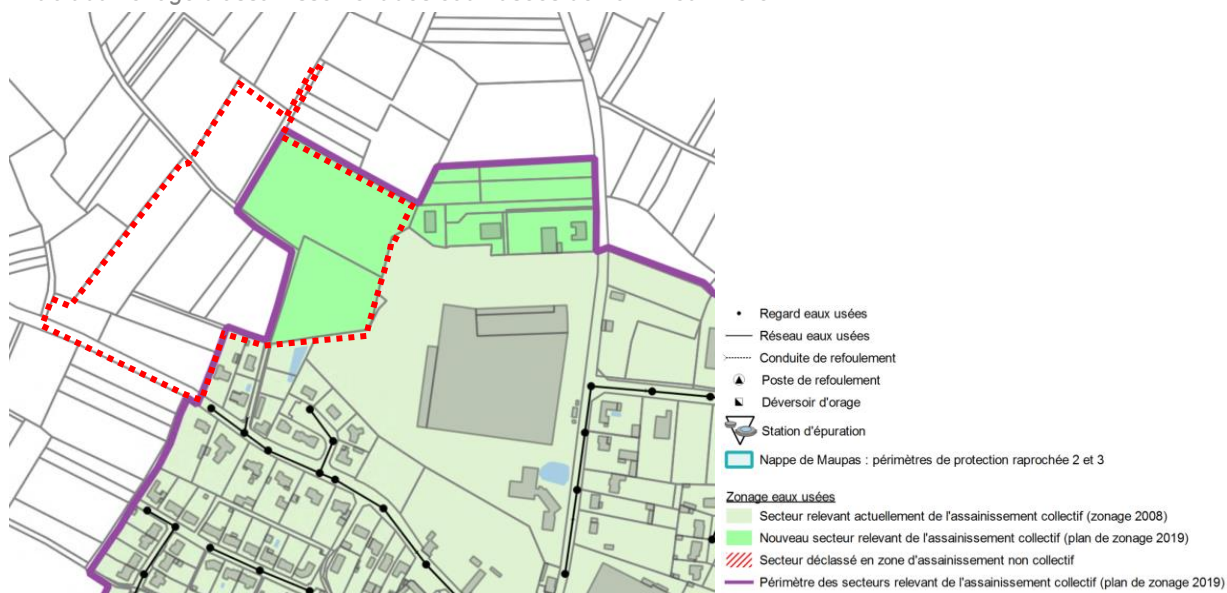 Regard eaux usées
Réseau eaux usées
Conduite de refoulement
Poste de refoulement
Déversoir d'orage
Station d'épuration
Nappe de Maupas : périmètres de protection raprochée 2 et 3
Zonage eaux usées
Secteur relevant actuellement de l'assainissement collectif (zonage 2008)
Nouveau secteur relevant de l'assainissement collectif (plan de zonage 2019)
Secteur déclassé en zone d'assainissement non collectif
Périmètre des secteurs relevant de l'assainissement collectif (plan de zonage 2019)